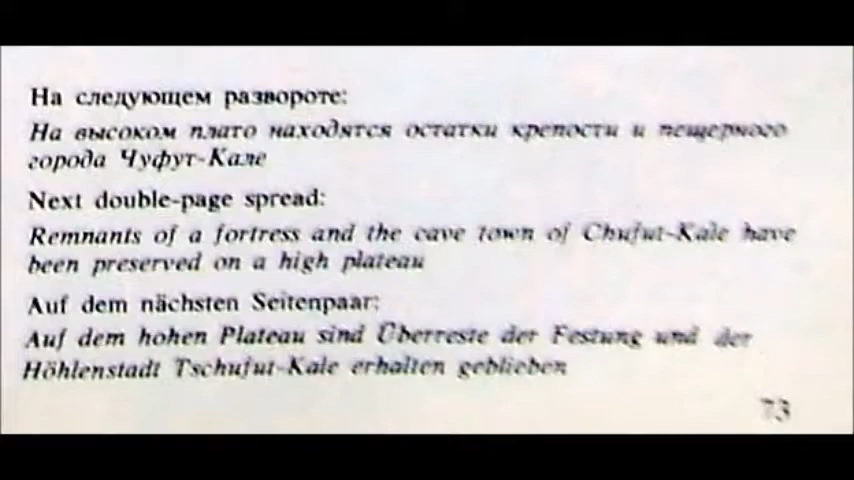 На следующем развороте:
На высоком плато находятся остатки крепости и пещерного
города Чуфут-Кале
Next double-page spread:
Remnants of a fortress and the cave town of Chufut-Kale have
been preserved on a high plateau
Auf dem nächsten Seitenpaar:
Auf dem hohen Plateau sind Überreste der Festung und der
Höhlenstadt Tschufut-Kale erhalten geblieben
73